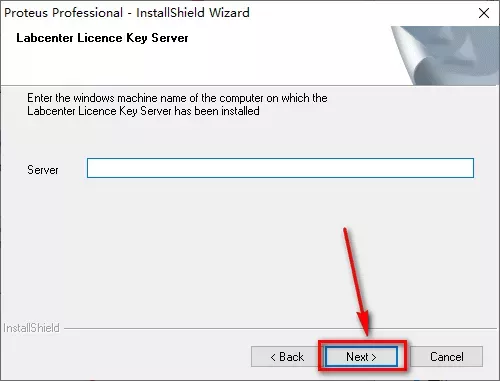 Proteus Professional - InstallShield Wizard
Labcenter Licence Key Server
Enter the windows machine name of the computer on which the
Labcenter Licence Key Server has been installed
Server
InstallShield
< Back
Next >
Cancel